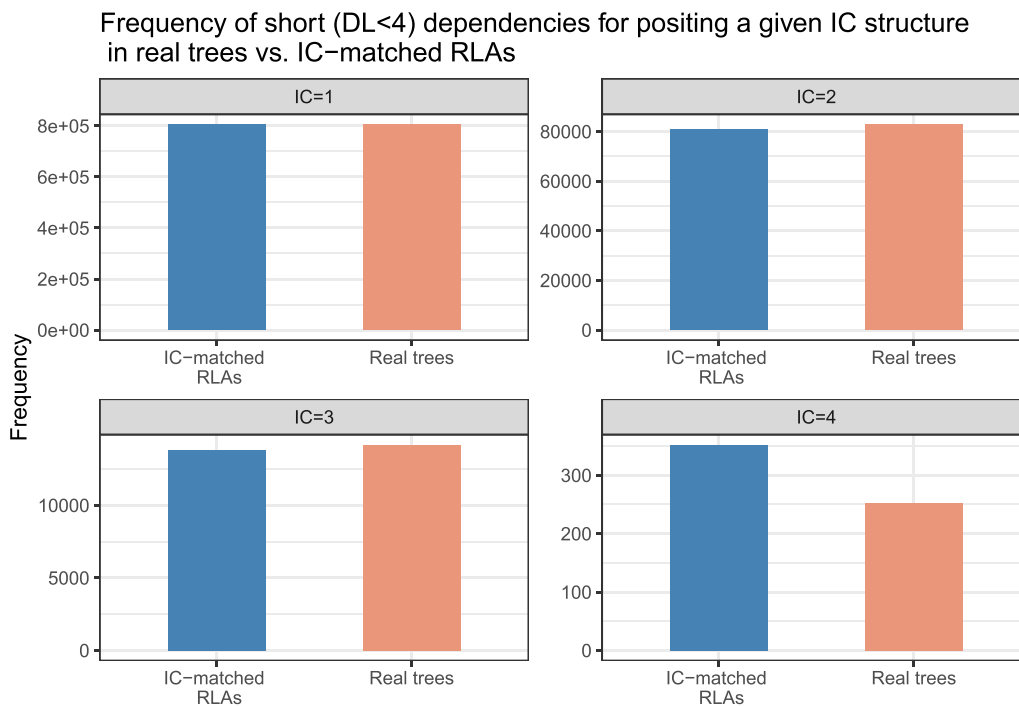 Frequency of short (DL<4) dependencies for positing a given IC structure
in real trees vs. IC−matched RLAs
Frequency
IC=1
8e+05
6e+05
4e+05
2e+05
0e+00
IC−matched
RLAs
Real trees
IC=2
80000
60000
40000
20000
0
IC−matched
RLAs
Real trees
IC=3
10000
5000
0
IC−matched
RLAs
Real trees
IC=4
300
200
100
0
IC−matched
RLAs
Real trees